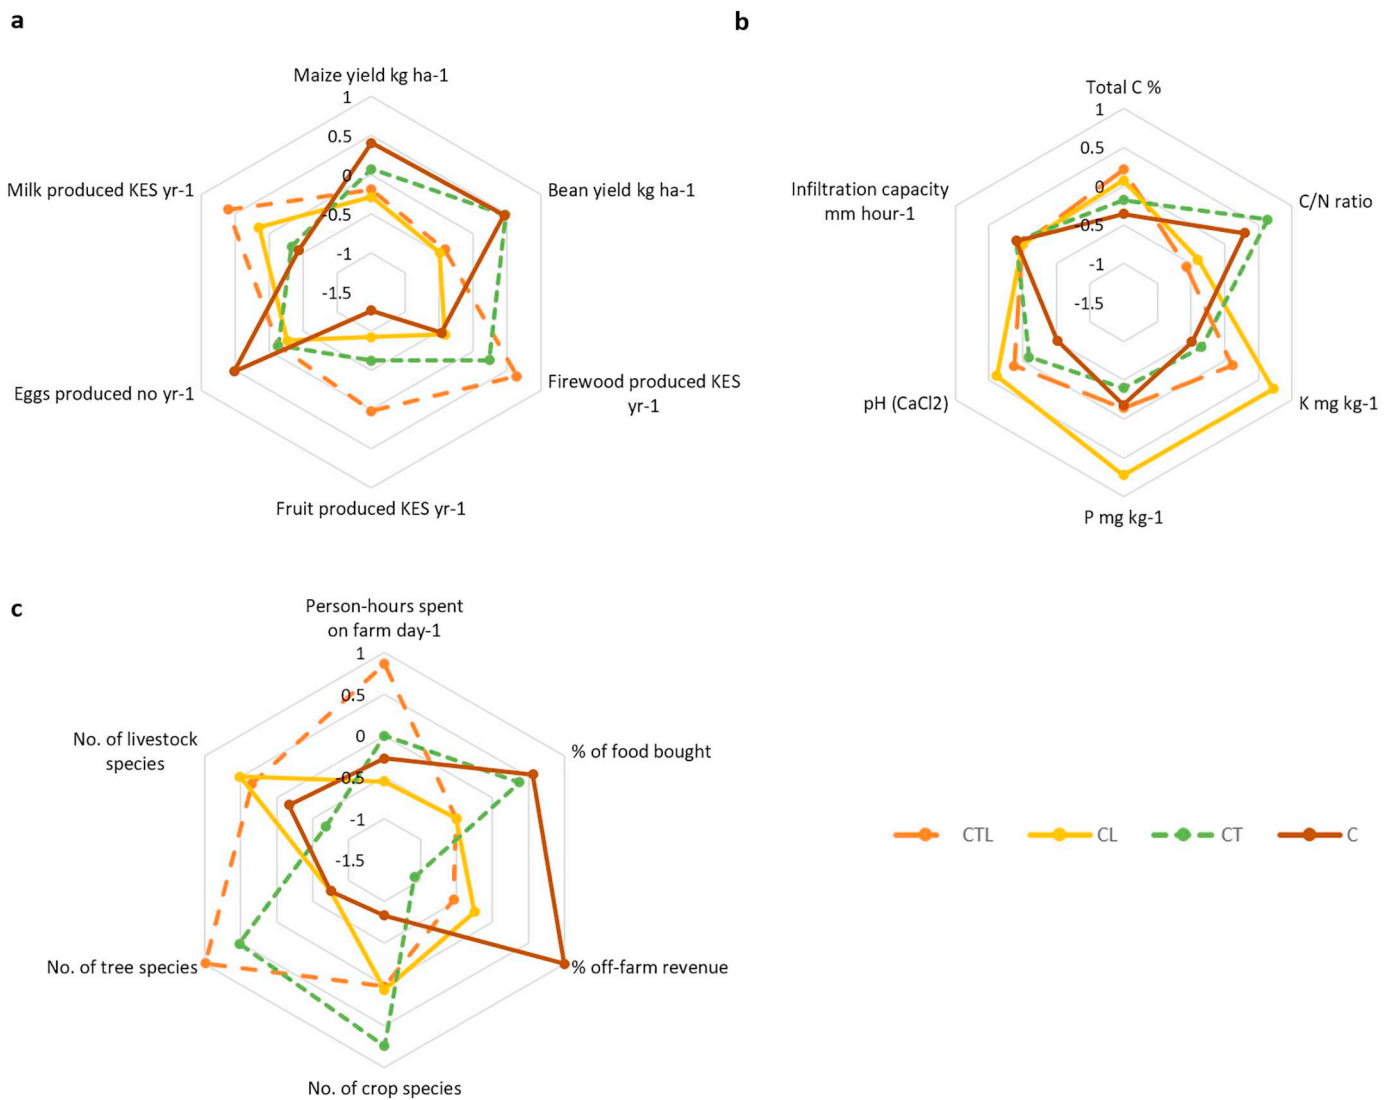 a
Maize yield kg ha-1
1
0.5
0
-0.5
-1
-1.5
Milk produced KES yr-1
Bean yield kg ha-1
Eggs produced no yr-1
Firewood produced KES
yr-1
Fruit produced KES yr-1
b
Total C %
1
0.5
0
-0.5
-1
-1.5
Infiltration capacity
mm hour-1
C/N ratio
pH (CaCl2)
K mg kg-1
P mg kg-1
c
Person-hours spent
on farm day-1
1
0.5
0
-0.5
-1
-1.5
No. of livestock
species
% of food bought
No. of tree species
% off-farm revenue
No. of crop species
CTL CL CT C